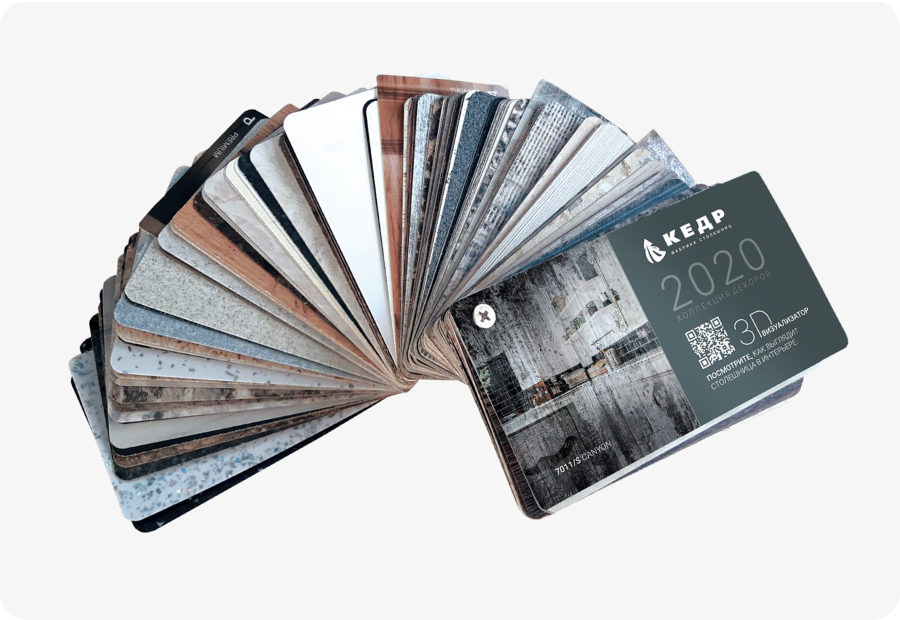 PREMIUM
КЕДР
ФАБРИКА СТОЛЕШНИЦ
2020
КОЛЛЕКЦИЯ ДЕКОРОВ
3D ВИЗУАЛИЗАТОР
ПОСМОТРИТЕ, КАК ВЫГЛЯДИТ
СТОЛЕШНИЦА В ИНТЕРЬЕРЕ
7011/S CANYON